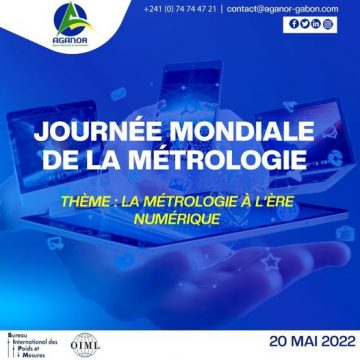 +241 (0) 74 74 47 21 | contact@aganor-gabon.com
AGANOR
JOURNÉE MONDIALE
DE LA MÉTROLOGIE
THÈME : LA MÉTROLOGIE À L'ÈRE
NUMÉRIQUE
Bureau
International des
Poids et
Mesures
OIML
20 MAI 2022